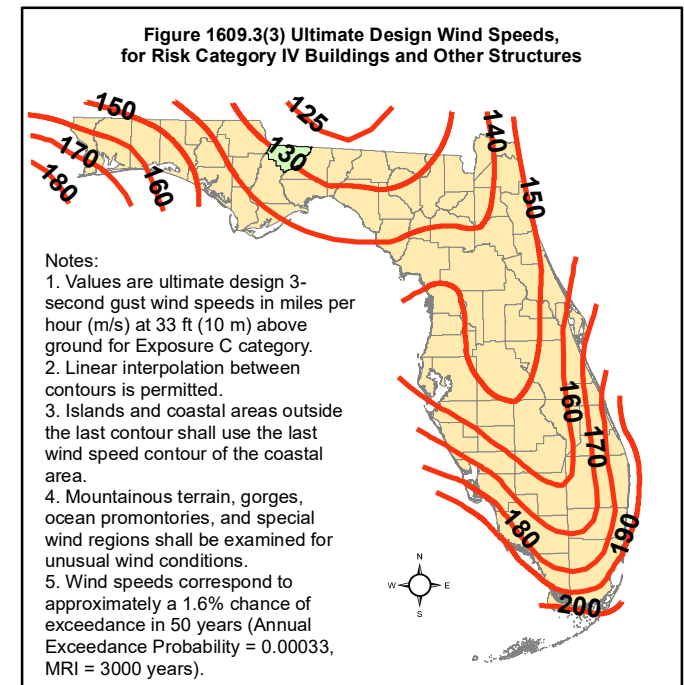 Figure 1609.3(3) Ultimate Design Wind Speeds,
for Risk Category IV Buildings and Other Structures
150
125
170
180
160
130
140
150
Notes:
1. Values are ultimate design 3-
second gust wind speeds in miles per
hour (m/s) at 33 ft (10 m) above
ground for Exposure C category.
2. Linear interpolation between
contours is permitted.
3. Islands and coastal areas outside
the last contour shall use the last
wind speed contour of the coastal
area.
4. Mountainous terrain, gorges,
ocean promontories, and special
wind regions shall be examined for
unusual wind conditions.
5. Wind speeds correspond to
approximately a 1.6% chance of
exceedance in 50 years (Annual
Exceedance Probability = 0.00033,
MRI = 3000 years).
160
170
180
190
200
N
W
E
S